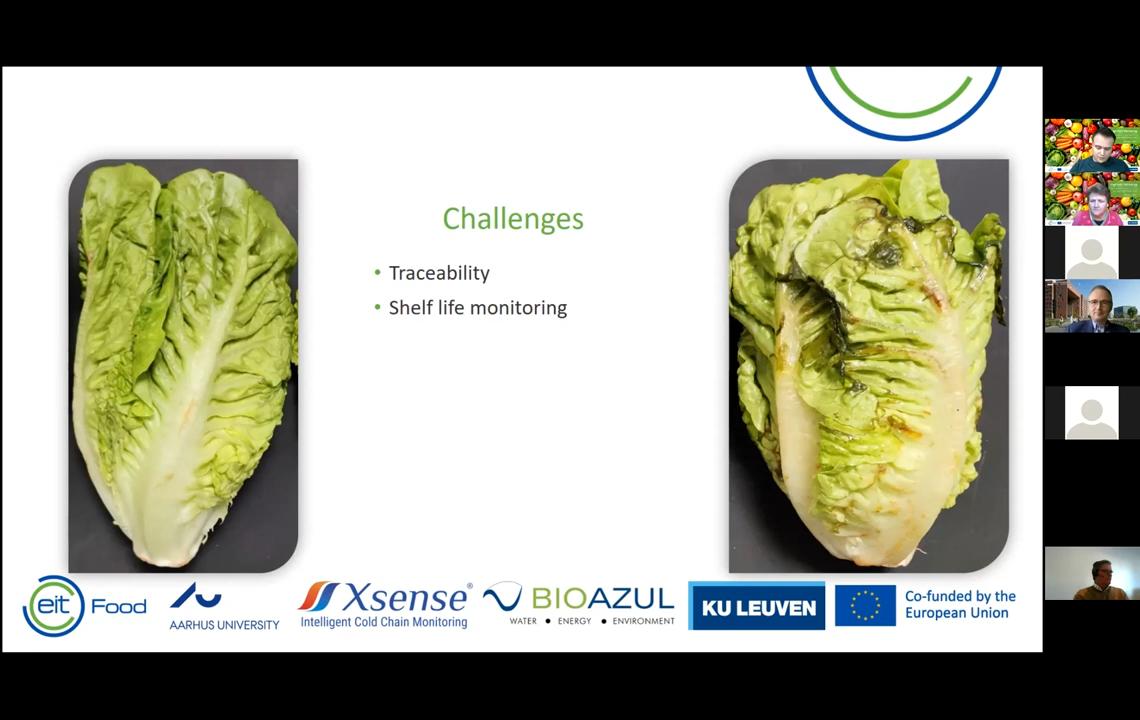 Challenges
• Traceability
• Shelf life monitoring
eit Food
AARHUS UNIVERSITY
Xsense®
Intelligent Cold Chain Monitoring
BIOAZUL
WATER • ENERGY • ENVIRONMENT
KU LEUVEN
Co-funded by the
European Union